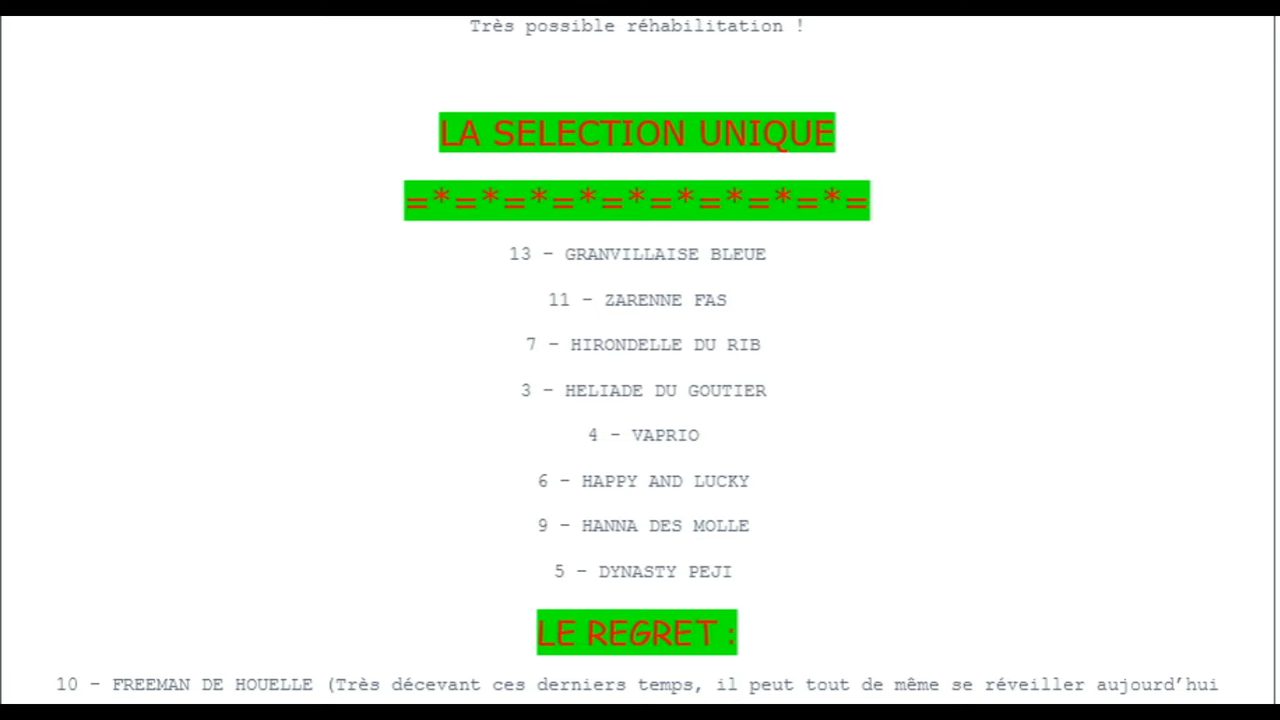 Très possible réhabilitation !
LA SELECTION UNIQUE
=*=*=*=*=*=*=*=*=*=
13 – GRANVILLAISE BLEUE
11 – ZARENNE FAS
7 – HIRONDELLE DU RIB
3 – HELIADE DU GOUTIER
4 – VAPRIO
6 – HAPPY AND LUCKY
9 – HANNA DES MOLLE
5 – DYNASTY PEJI
LE REGRET :
10 – FREEMAN DE HOUELLE (Très décevant ces derniers temps, il peut tout de même se réveiller aujourd’hui